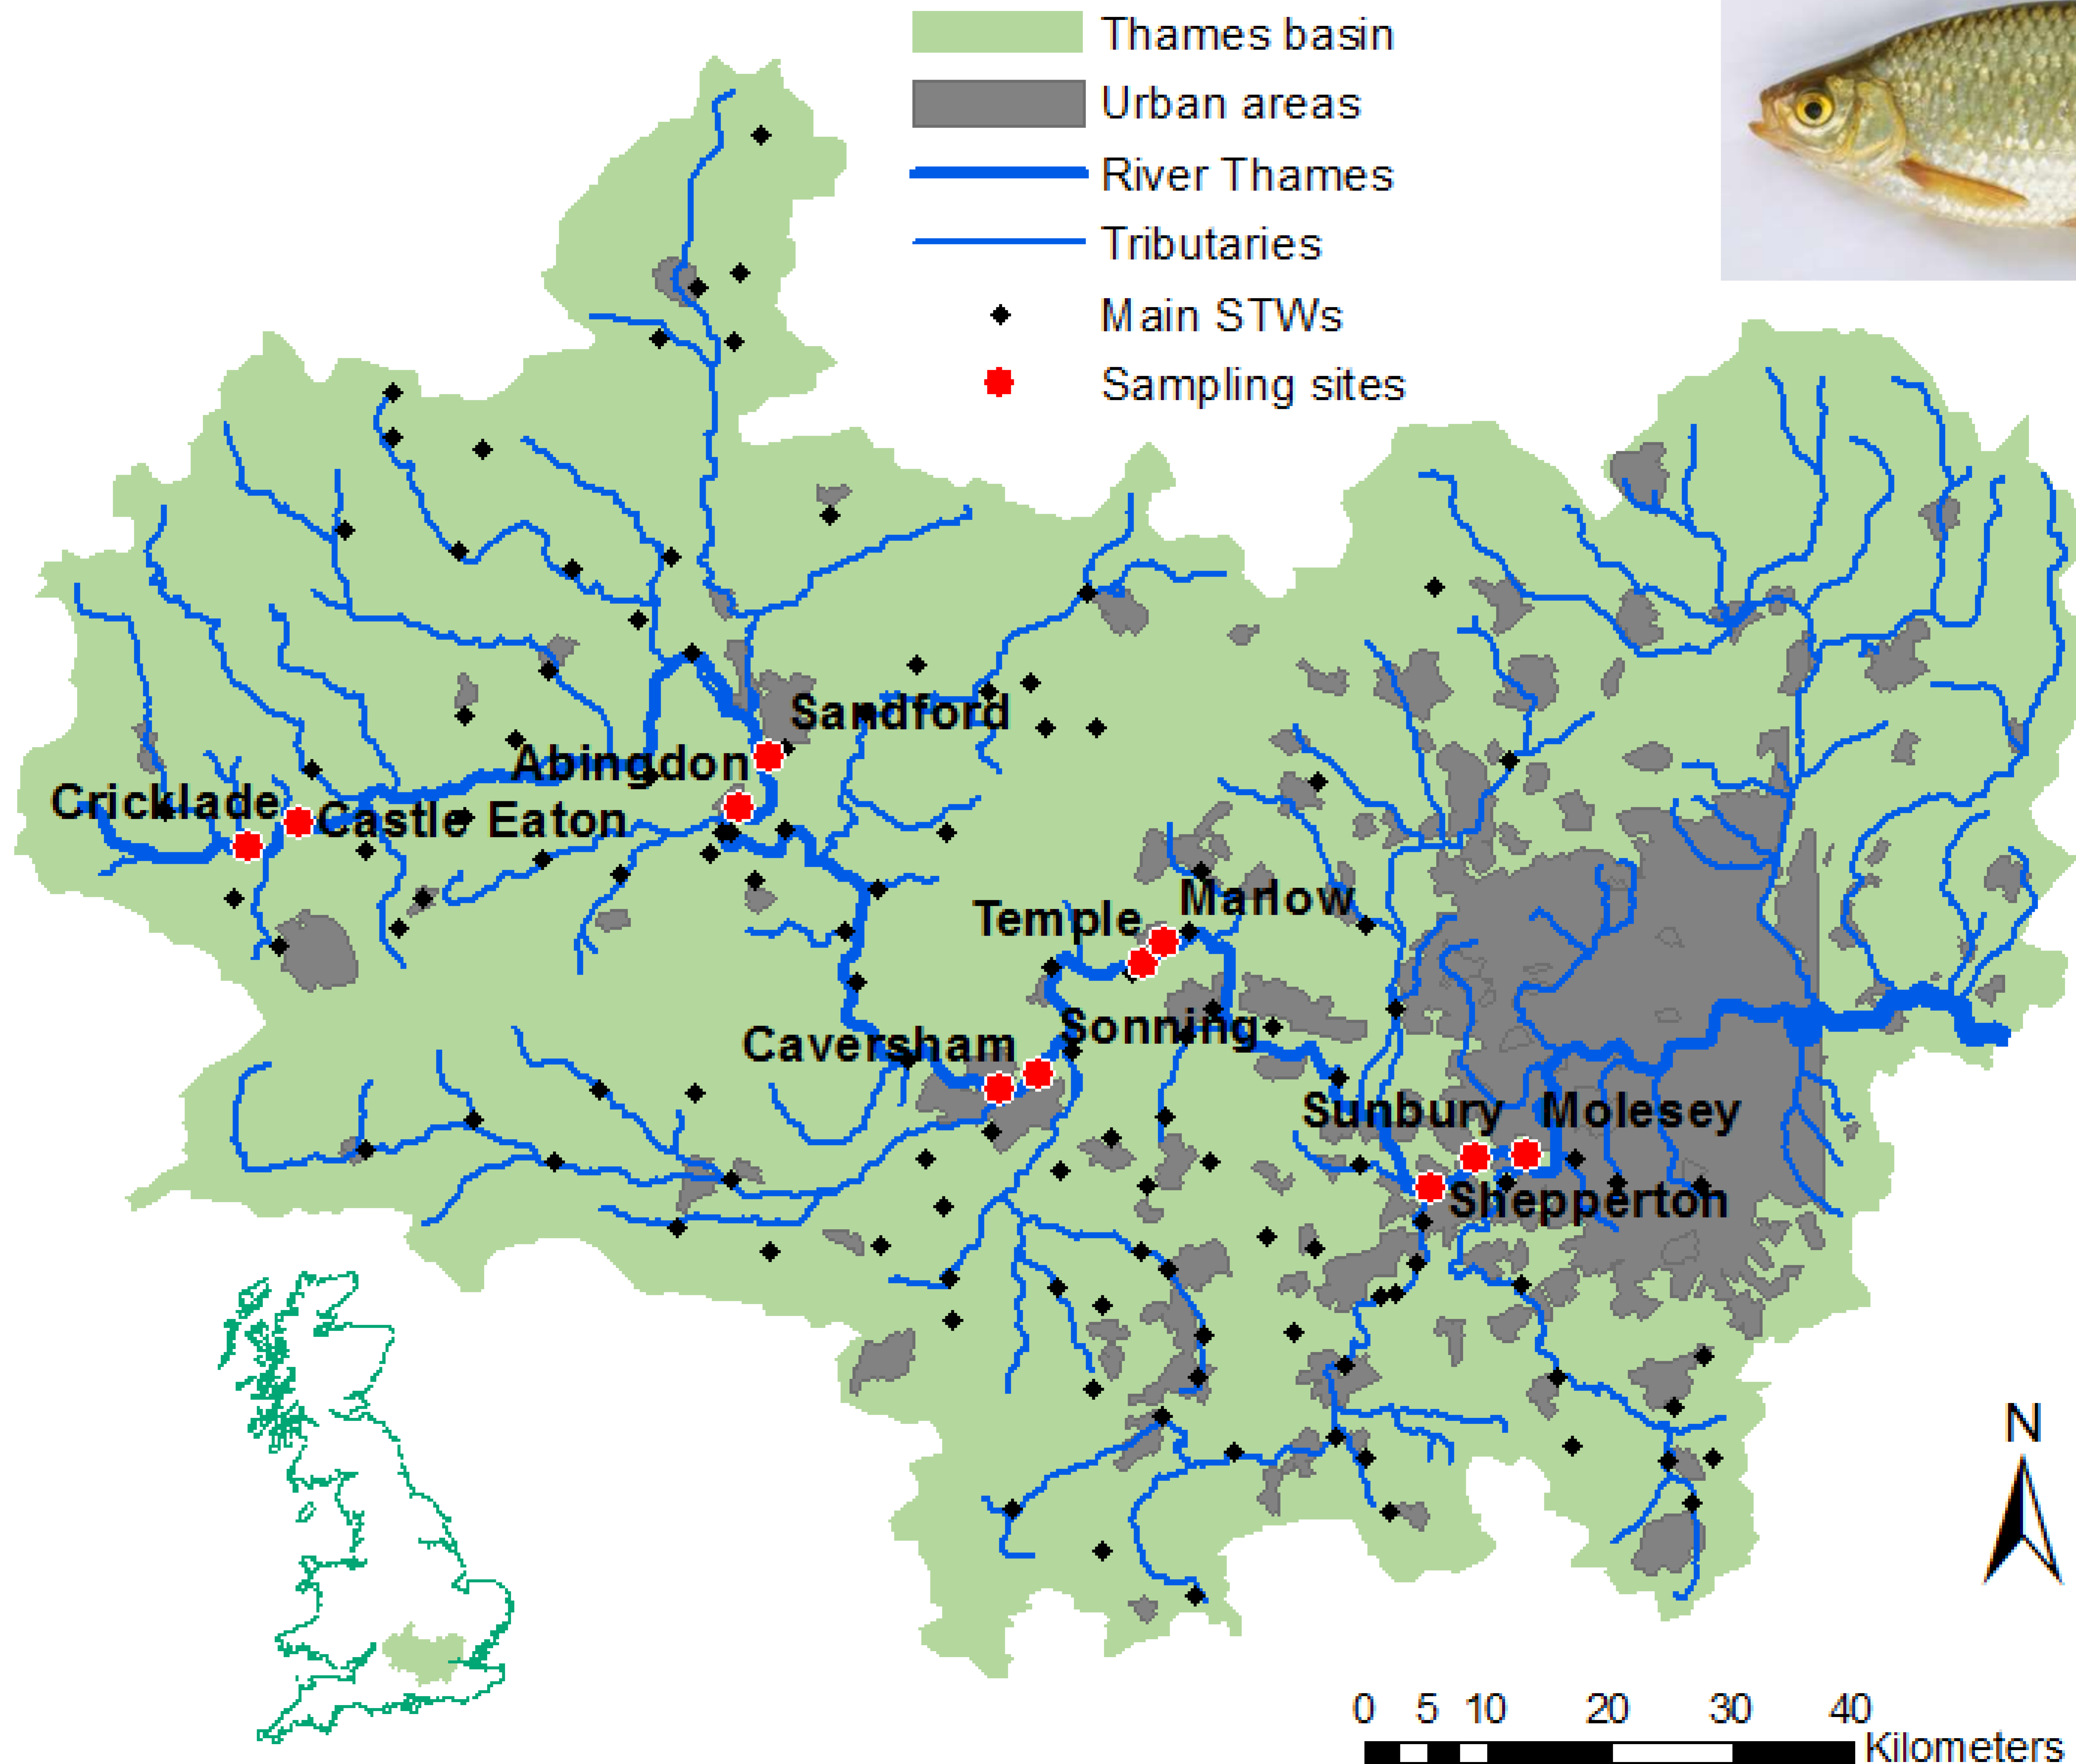 Thames basin
Urban areas
River Thames
Tributaries
Main STWs
Sampling sites
Sandford
Abingdon
Cricklade
Castle Eaton
Marlow
Temple
Sonning
Caversham
Sunbury
Molesey
Shepperton
N
0 5 10 20 30 40
Kilometers